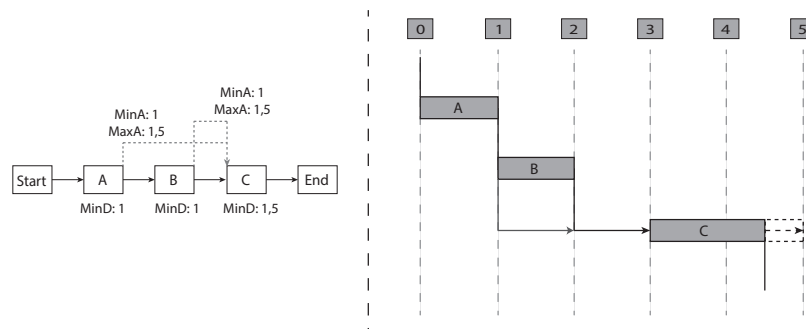 MinA: 1
MaxA: 1,5
MinA: 1
MaxA: 1,5
Start
A
B
C
End
MinD: 1
MinD: 1
MinD: 1,5
0
1
2
3
4
5
A
B
C